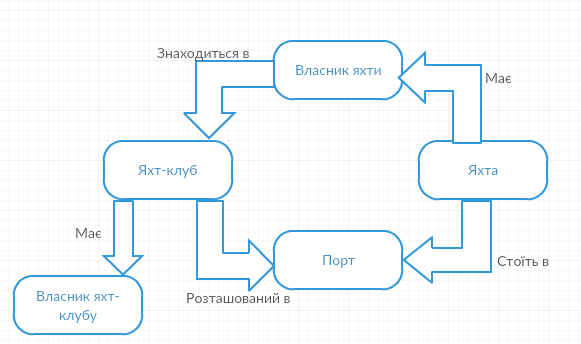 Знаходиться в
Власник яхти
Має
Яхт-клуб
Яхта
Має
Порт
Стоїть в
Власник яхт-
клубу
Розташований в